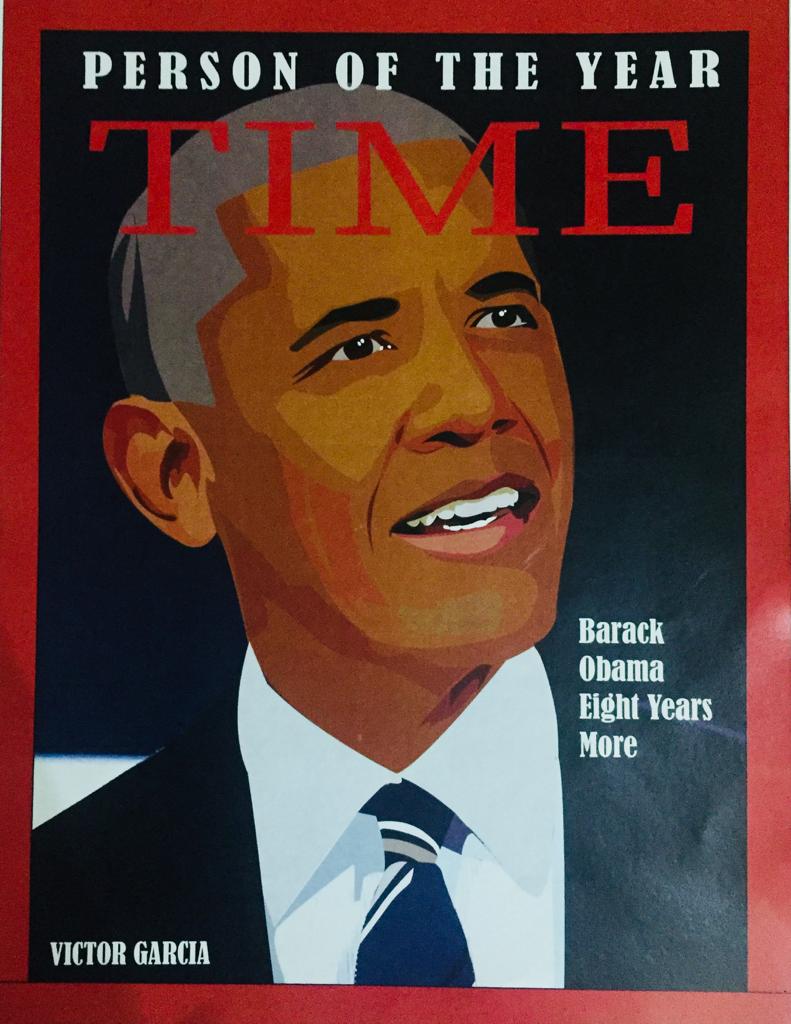 PERSON OF THE YEAR
TIME
Barack
Obama
Eight Years
More
VICTOR GARCIA